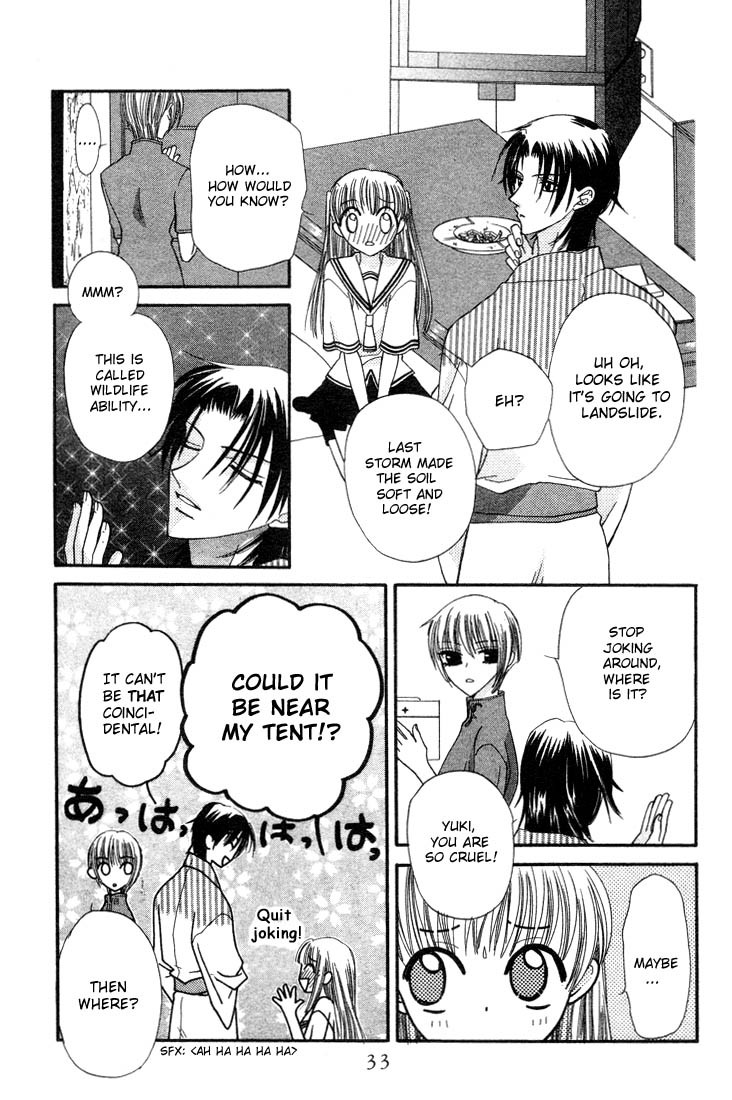 UH OH,
LOOKS LIKE
IT'S GOING TO
LANDSLIDE.
EH?
LAST
STORM MADE
THE SOIL
SOFT AND
LOOSE!
HOW...
HOW WOULD
YOU KNOW?
....
MMM?
THIS IS
CALLED
WILDLIFE
ABILITY...
STOP
JOKING
AROUND,
WHERE
IS IT?
YUKI,
YOU ARE
SO CRUEL!
MAYBE
...
COULD IT
BE NEAR
MY TENT!?
IT CAN'T
BE THAT
COINCI-
DENTAL!
あっはっはっはっ
Quit
joking!
THEN
WHERE?
SFX: <AH HA HA HA HA>
33